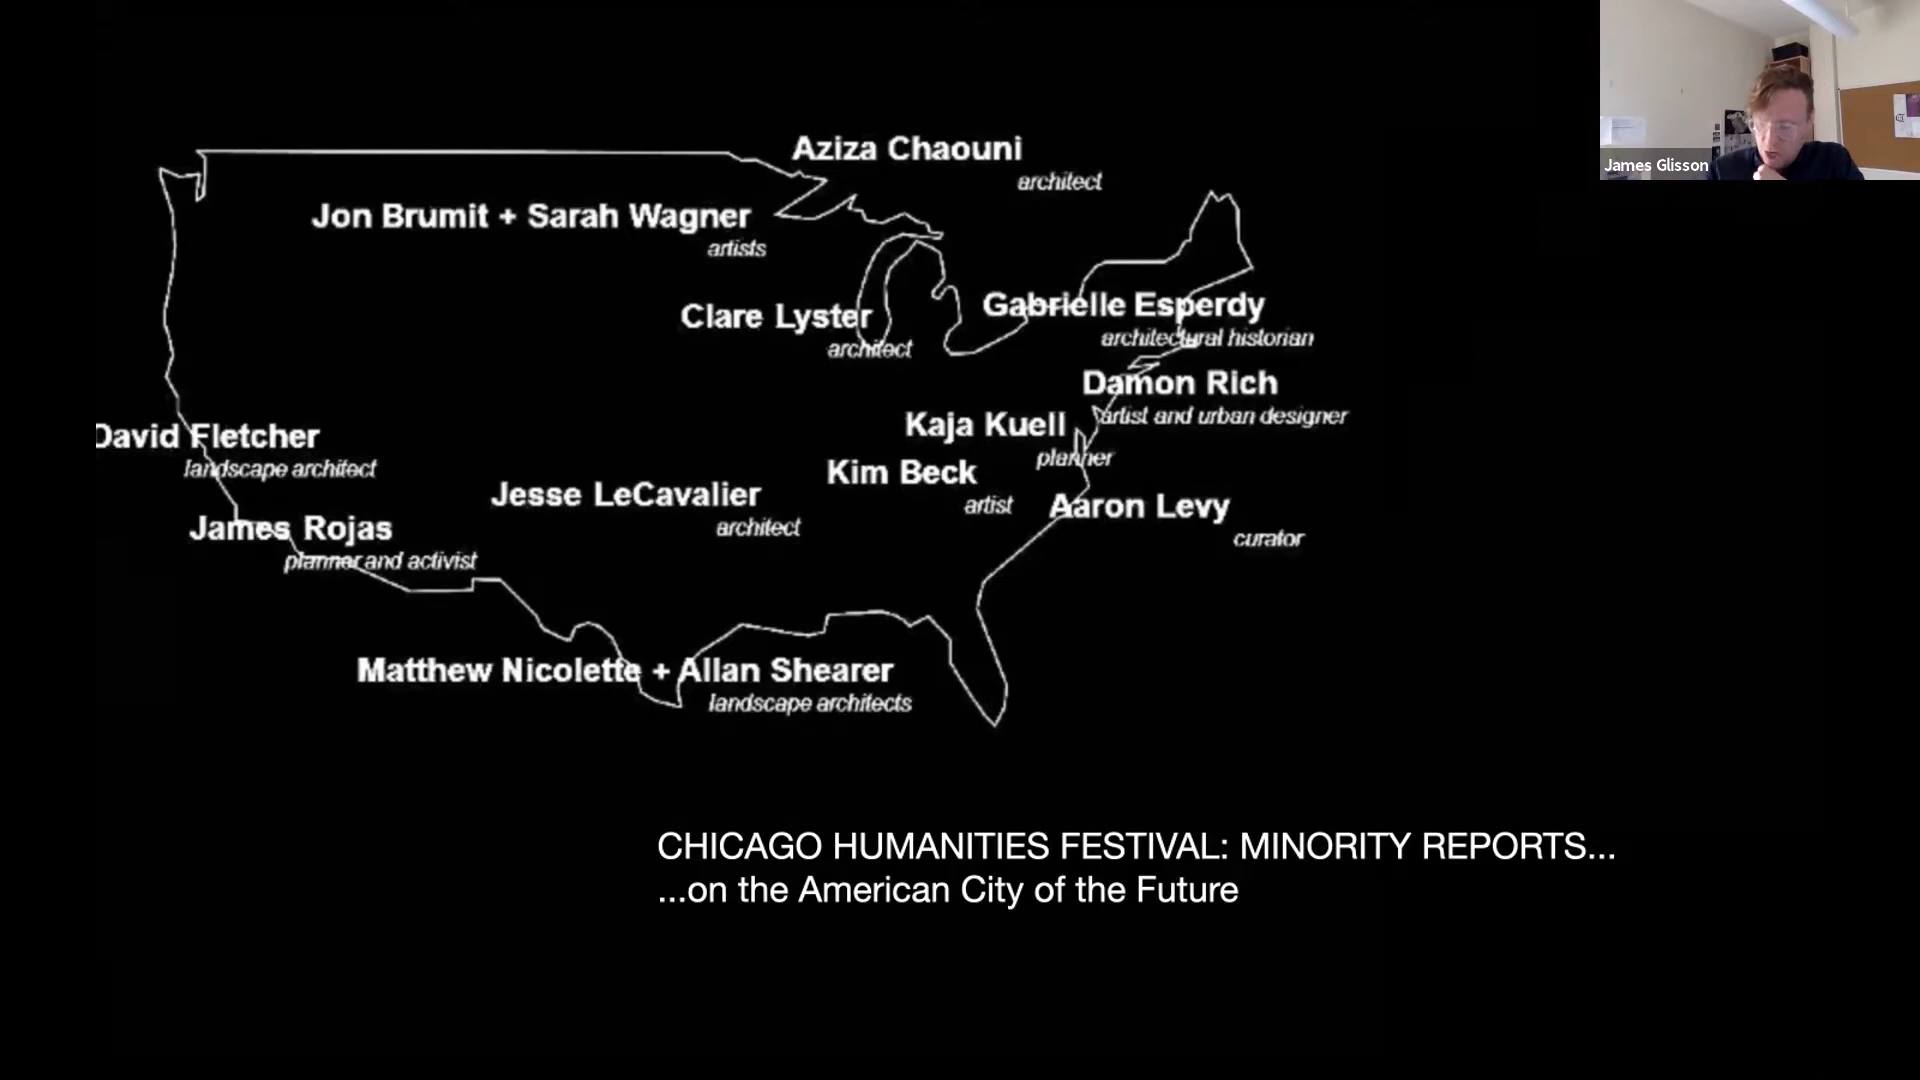 James Glisson
Aziza Chaouni
architect
Jon Brumit + Sarah Wagner
artists
Clare Lyster
architect
Gabrielle Esperdy
architectural historian
Damon Rich
artist and urban designer
Kaja Kuell
planner
David Fletcher
landscape architect
Kim Beck
artist
Jesse LeCavalier
architect
Aaron Levy
curator
James Rojas
planner and activist
Matthew Nicolette + Allan Shearer
landscape architects
CHICAGO HUMANITIES FESTIVAL: MINORITY REPORTS...
...on the American City of the Future